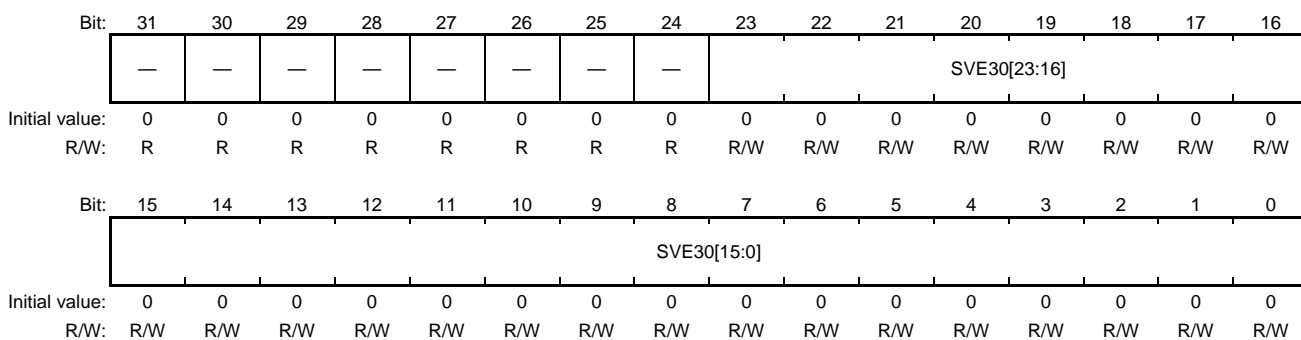 Bit: 31 30 29 28 27 26 25 24 23 22 21 20 19 18 17 16
— — — — — — — — SVE30[23:16]
Initial value: 0 0 0 0 0 0 0 0 0 0 0 0 0 0 0 0
R/W: R R R R R R R R R/W R/W R/W R/W R/W R/W R/W R/W
Bit: 15 14 13 12 11 10 9 8 7 6 5 4 3 2 1 0
SVE30[15:0]
Initial value: 0 0 0 0 0 0 0 0 0 0 0 0 0 0 0 0
R/W: R/W R/W R/W R/W R/W R/W R/W R/W R/W R/W R/W R/W R/W R/W R/W R/W